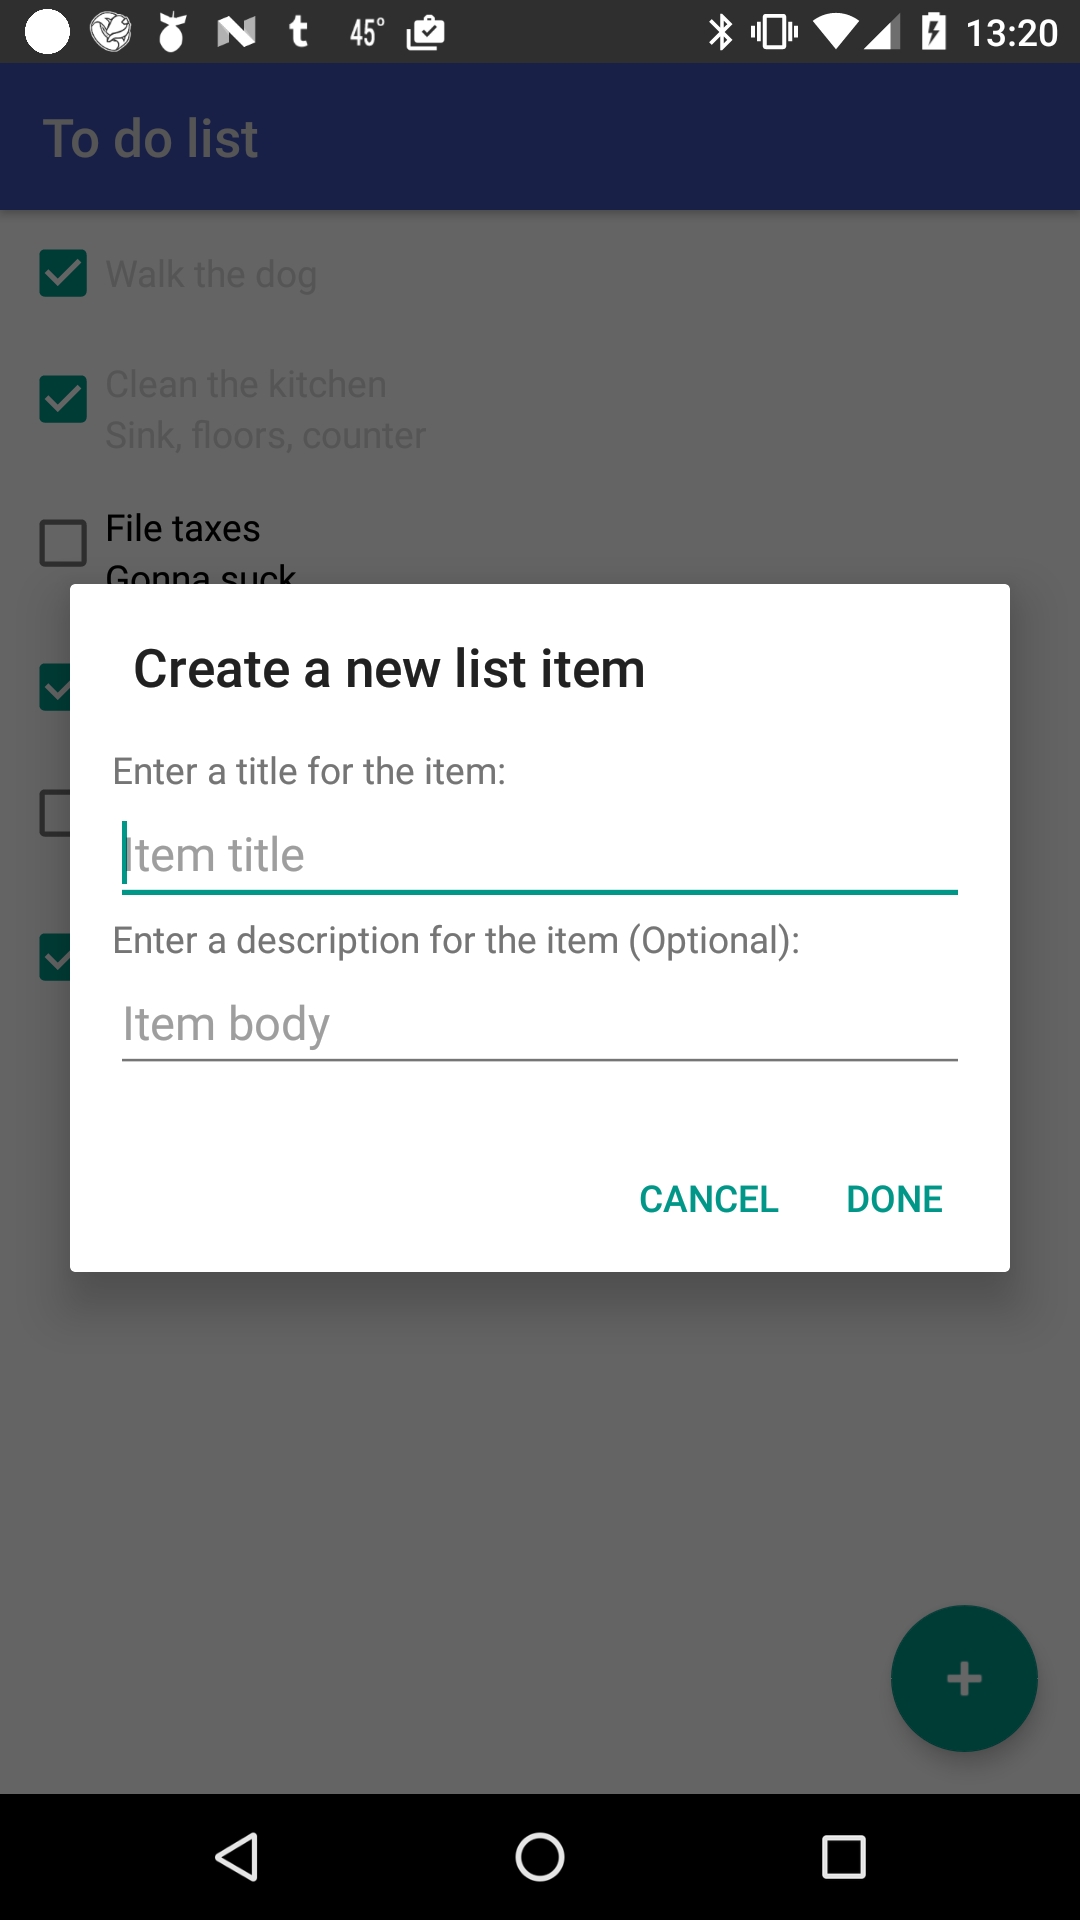 45°
13:20
To do list
Walk the dog
Clean the kitchen
Sink, floors, counter
File taxes
Gonna suck
Create a new list item
Enter a title for the item:
Item title
Enter a description for the item (Optional):
Item body
CANCEL DONE